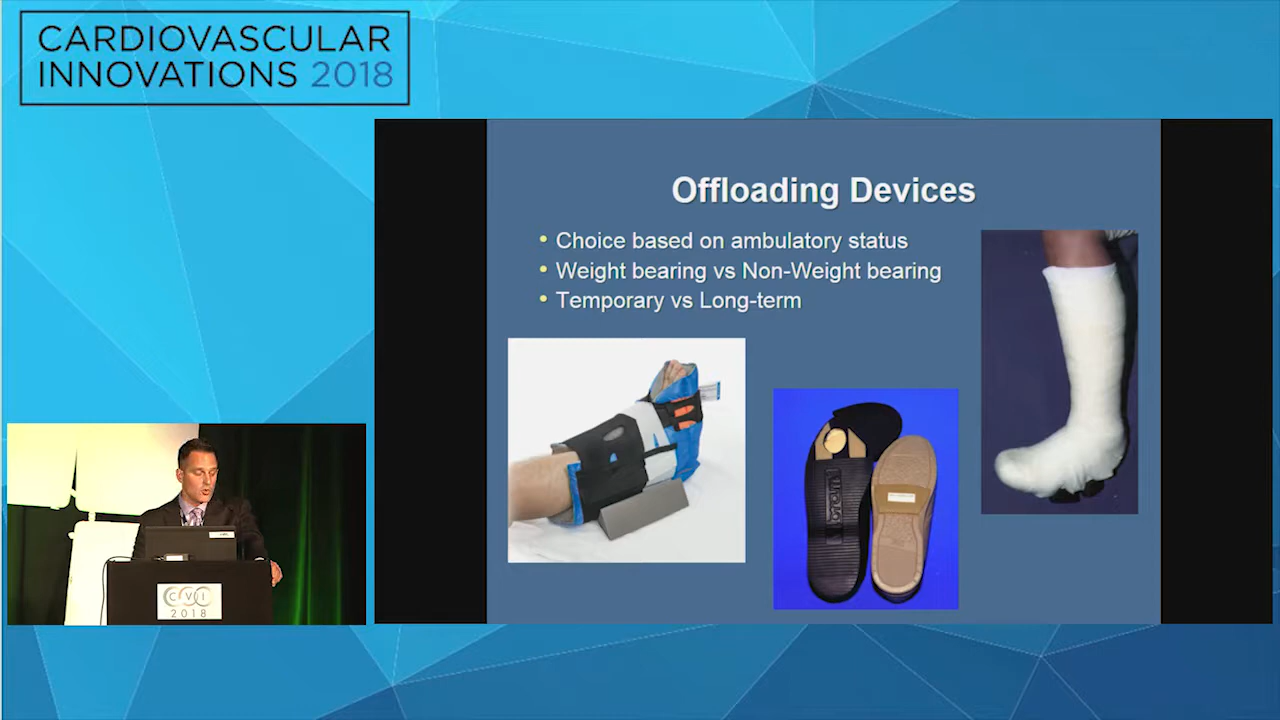 CARDIOVASCULAR
INNOVATIONS 2018
Offloading Devices
• Choice based on ambulatory status
• Weight bearing vs Non-Weight bearing
• Temporary vs Long-term
CVI
2018